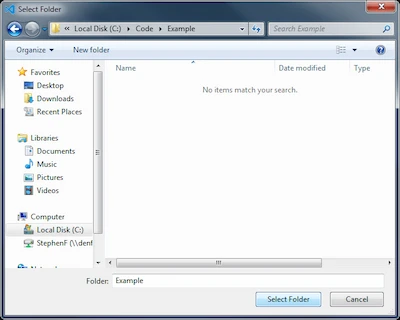 Select Folder
« Local Disk (C:) ▸ Code ▸ Example
Search Example
Organize
New folder
Name
Date modified
Type
No items match your search.
Favorites
Desktop
Downloads
Recent Places
Libraries
Documents
Music
Pictures
Videos
Computer
Local Disk (C:)
StephenF (\\denf
Folder:
Example
Select Folder
Cancel